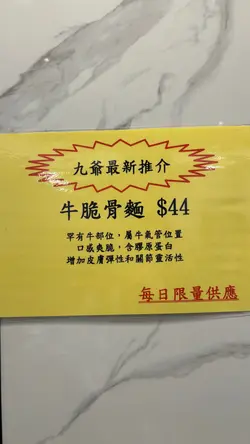 九爺最新推介
牛脆骨麵 $44
罕有牛部位，屬牛氣管位置
口感爽脆，含膠原蛋白
增加皮膚彈性和關節靈活性
每日限量供應